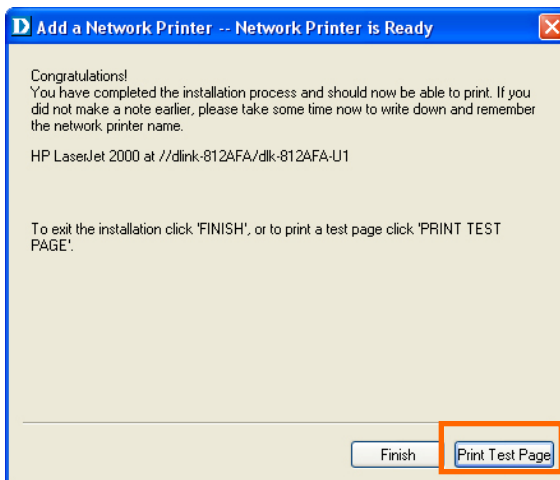 D Add a Network Printer -- Network Printer is Ready
Congratulations!
You have completed the installation process and should now be able to print. If you
did not make a note earlier, please take some time now to write down and remember
the network printer name.
HP LaserJet 2000 at //dlink-812AFA/dlk-812AFA-U1
To exit the installation click 'FINISH', or to print a test page click 'PRINT TEST
PAGE'.
Finish
Print Test Page